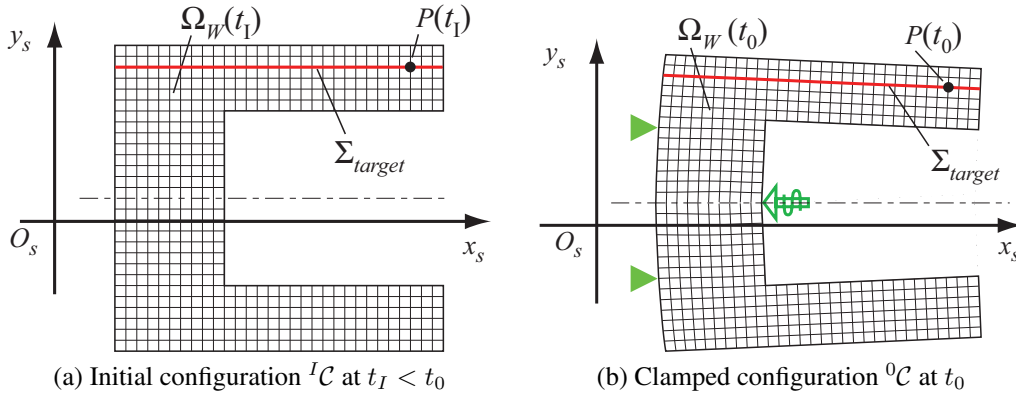 y_s
Ω_W(t_I)
P(t_I)
Σ_target
O_s
x_s
(a) Initial configuration ^I𝒞 at t_I < t_0
y_s
Ω_W (t_0)
P(t_0)
Σ_target
O_s
x_s
(b) Clamped configuration ^0𝒞 at t_0